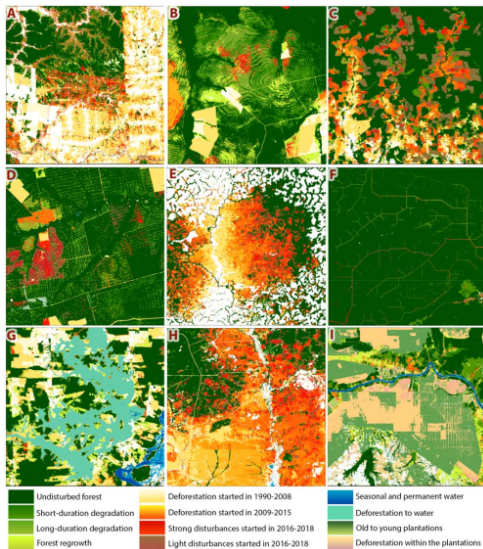 A B C
D E F
G H I
Undisturbed forest Deforestation started in 1990-2008 Seasonal and permanent water
Short-duration degradation Deforestation started in 2009-2015 Deforestation to water
Long-duration degradation Strong disturbances started in 2016-2018 Old to young plantations
Forest regrowth Light disturbances started in 2016-2018 Deforestation within the plantations